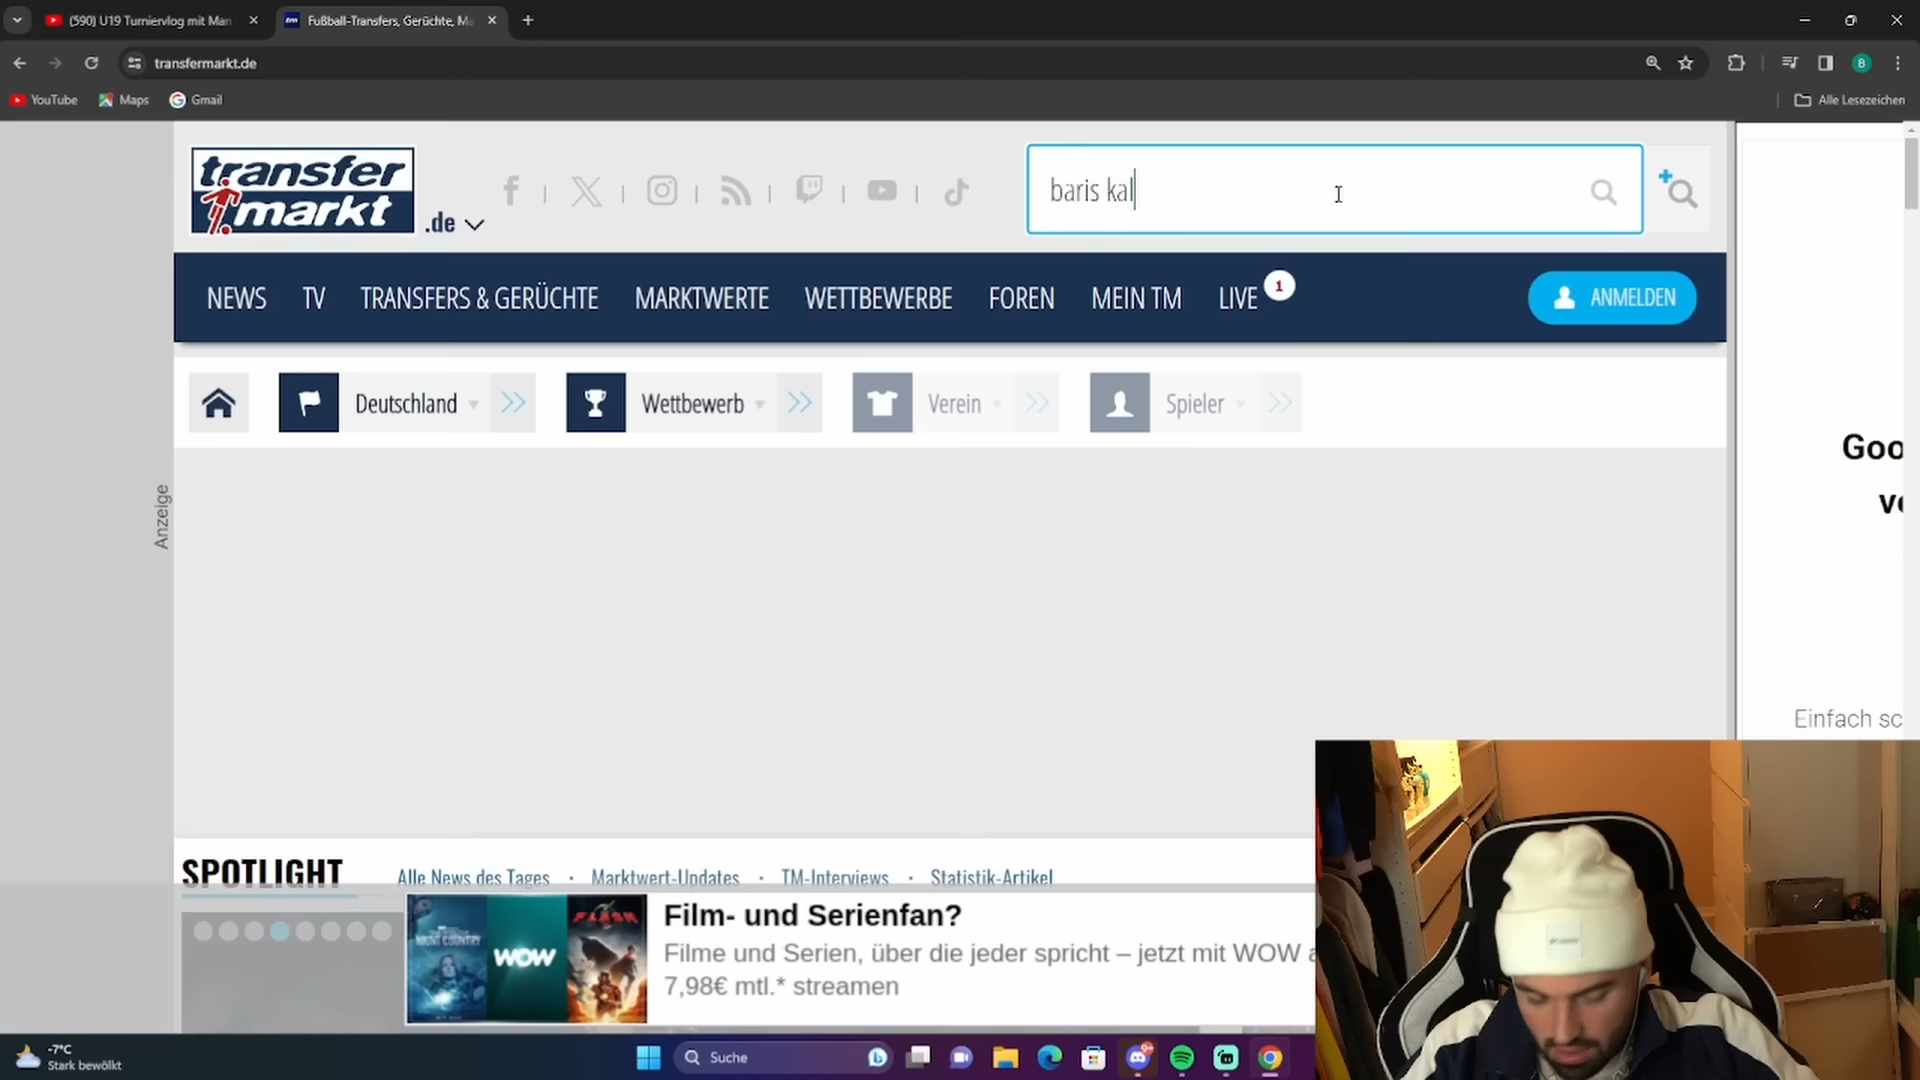 (590) U19 Turniervlog mit Man
Fußball-Transfers, Gerüchte, Ma
transfermarkt.de
B
YouTube
Maps
Gmail
Alle Lesezeichen
transfer
markt
.de
baris kal
NEWS
TV
TRANSFERS & GERÜCHTE
MARKTWERTE
WETTBEWERBE
FOREN
MEIN TM
LIVE
1
ANMELDEN
Deutschland
Wettbewerb
Verein
Spieler
Anzeige
Goo
ve
Einfach sc
SPOTLIGHT
Alle News des Tages
Marktwert-Updates
TM-Interviews
Statistik-Artikel
WOW
FLASH
Film- und Serienfan?
Filme und Serien, über die jeder spricht – jetzt mit WOW a
7,98€ mtl.* streamen
-7°C
Stark bewölkt
Suche